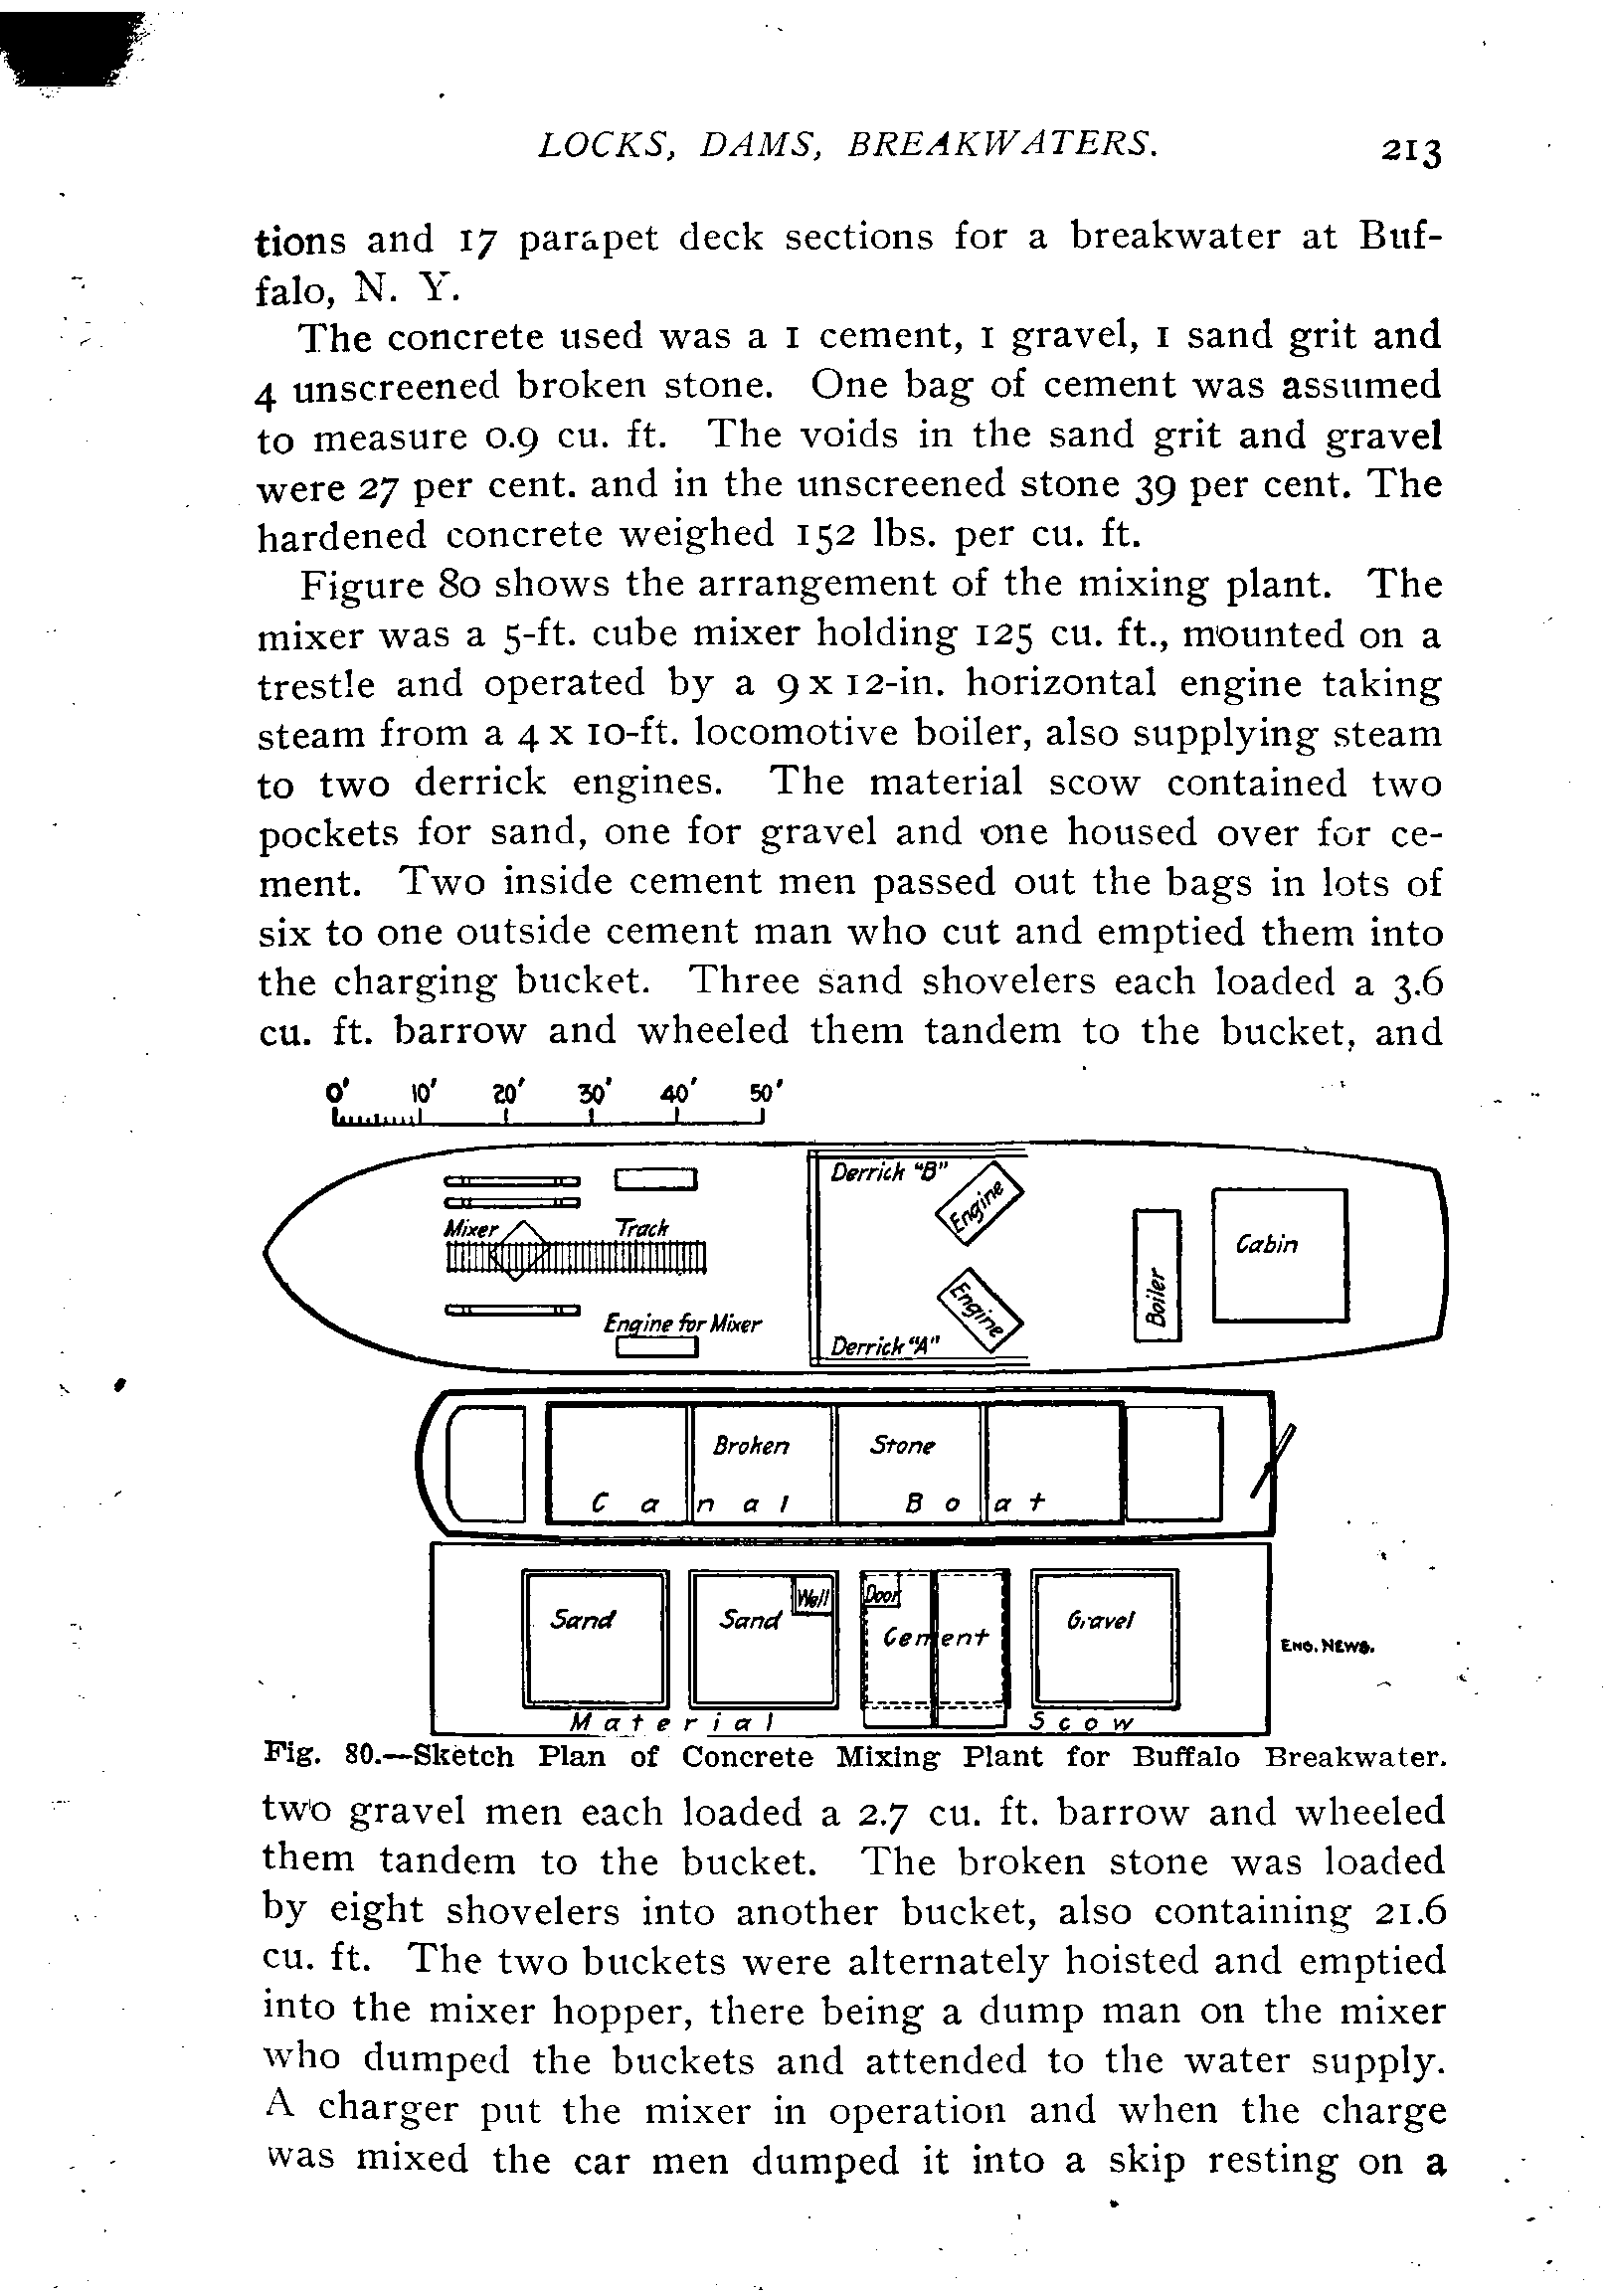 LOCKS, DAMS, BREAKWATERS. 213
tions and 17 parapet deck sections for a breakwater at Buf-
falo, N. Y.
The concrete used was a 1 cement, 1 gravel, 1 sand grit and
4 unscreened broken stone. One bag of cement was assumed
to measure 0.9 cu. ft. The voids in the sand grit and gravel
were 27 per cent. and in the unscreened stone 39 per cent. The
hardened concrete weighed 152 lbs. per cu. ft.
Figure 80 shows the arrangement of the mixing plant. The
mixer was a 5-ft. cube mixer holding 125 cu. ft., mounted on a
trestle and operated by a 9 x 12-in. horizontal engine taking
steam from a 4 x 10-ft. locomotive boiler, also supplying steam
to two derrick engines. The material scow contained two
pockets for sand, one for gravel and one housed over for ce-
ment. Two inside cement men passed out the bags in lots of
six to one outside cement man who cut and emptied them into
the charging bucket. Three sand shovelers each loaded a 3.6
cu. ft. barrow and wheeled them tandem to the bucket, and
0' 10' 20' 30' 40' 50'
Derrick "B"
Engine
Mixer Track
Cabin
Boiler
Engine
Engine for Mixer
Derrick "A"
Broken Stone
Canal Boat
Well Door
Sand Sand Cement Gravel
ENG. NEWS.
Material Scow
Fig. 80.—Sketch Plan of Concrete Mixing Plant for Buffalo Breakwater.
two gravel men each loaded a 2.7 cu. ft. barrow and wheeled
them tandem to the bucket. The broken stone was loaded
by eight shovelers into another bucket, also containing 21.6
cu. ft. The two buckets were alternately hoisted and emptied
into the mixer hopper, there being a dump man on the mixer
who dumped the buckets and attended to the water supply.
A charger put the mixer in operation and when the charge
was mixed the car men dumped it into a skip resting on a